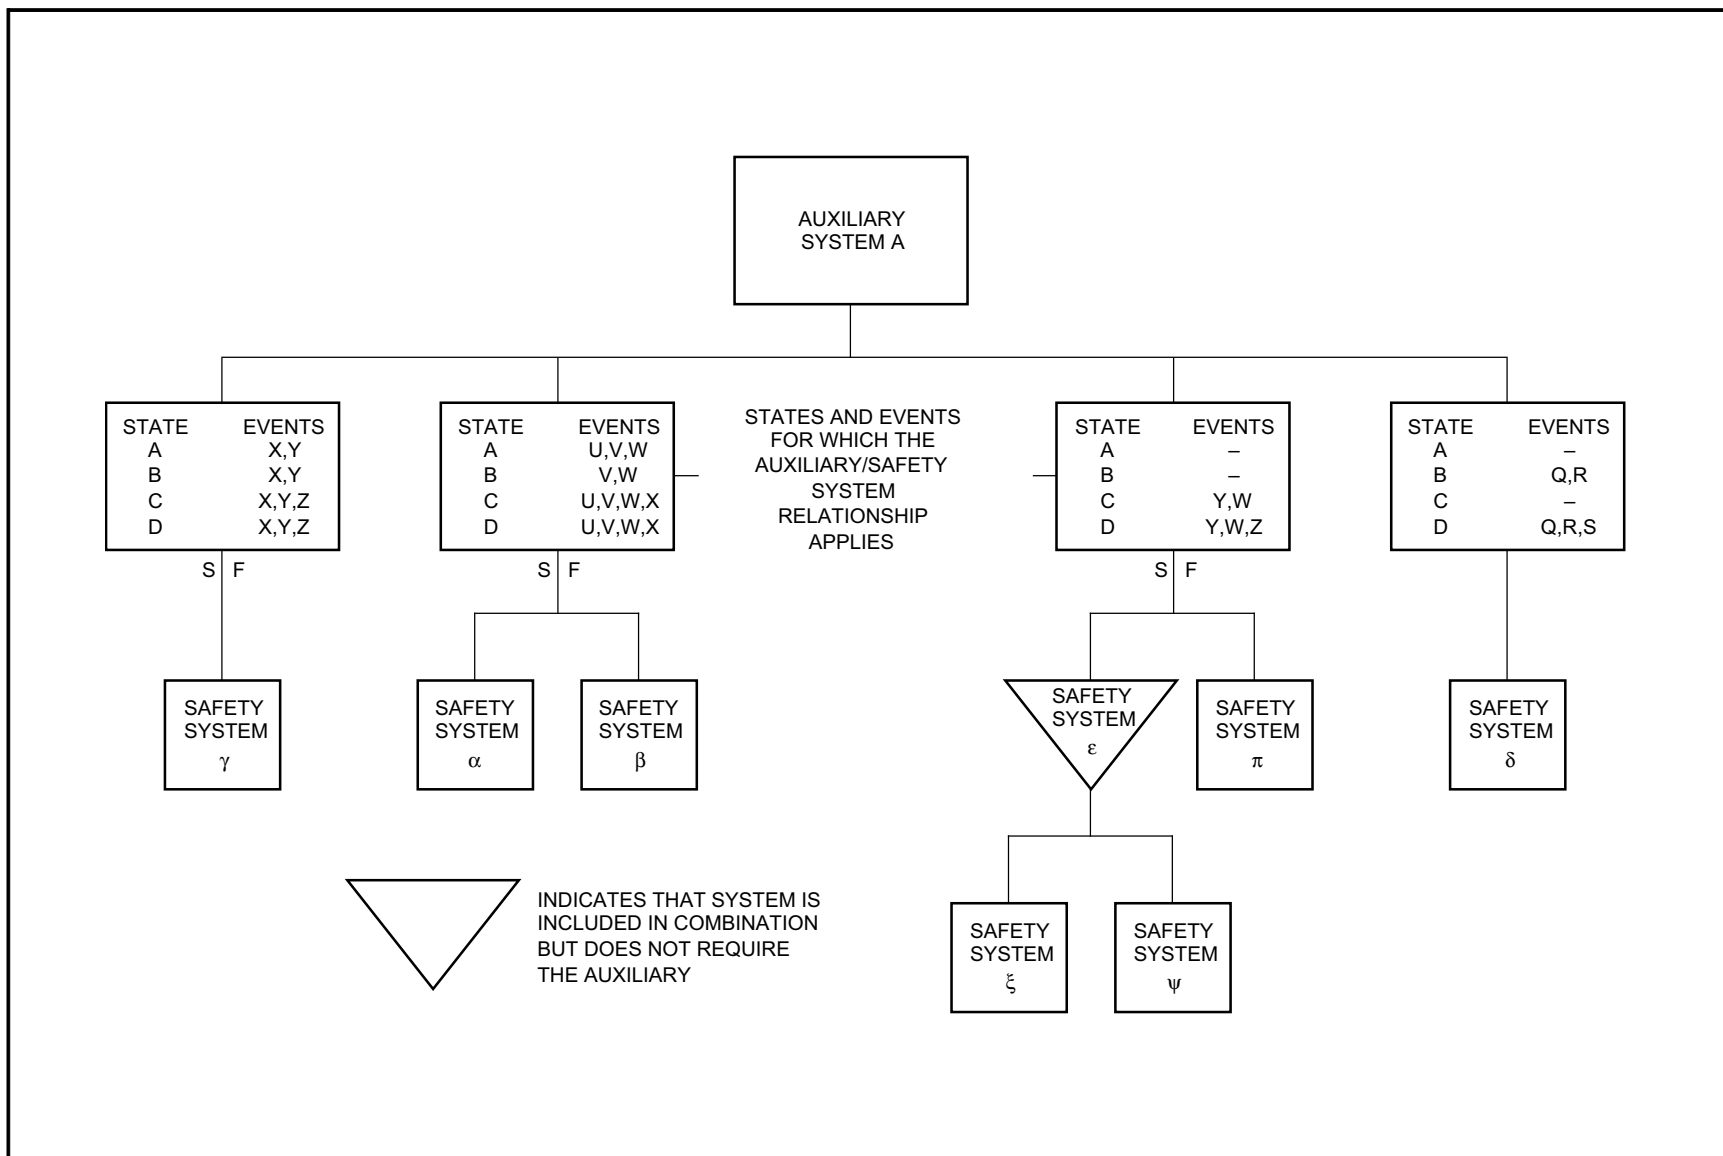 AUXILIARY
SYSTEM A
STATE EVENTS
A X,Y
B X,Y
C X,Y,Z
D X,Y,Z
S F
SAFETY
SYSTEM
γ
STATE EVENTS
A U,V,W
B V,W
C U,V,W,X
D U,V,W,X
S F
SAFETY
SYSTEM
α
SAFETY
SYSTEM
β
STATES AND EVENTS
FOR WHICH THE
AUXILIARY/SAFETY
SYSTEM
RELATIONSHIP
APPLIES
STATE EVENTS
A –
B –
C Y,W
D Y,W,Z
S F
SAFETY
SYSTEM
ε
SAFETY
SYSTEM
π
SAFETY
SYSTEM
ξ
SAFETY
SYSTEM
ψ
STATE EVENTS
A –
B Q,R
C –
D Q,R,S
SAFETY
SYSTEM
δ
INDICATES THAT SYSTEM IS
INCLUDED IN COMBINATION
BUT DOES NOT REQUIRE
THE AUXILIARY